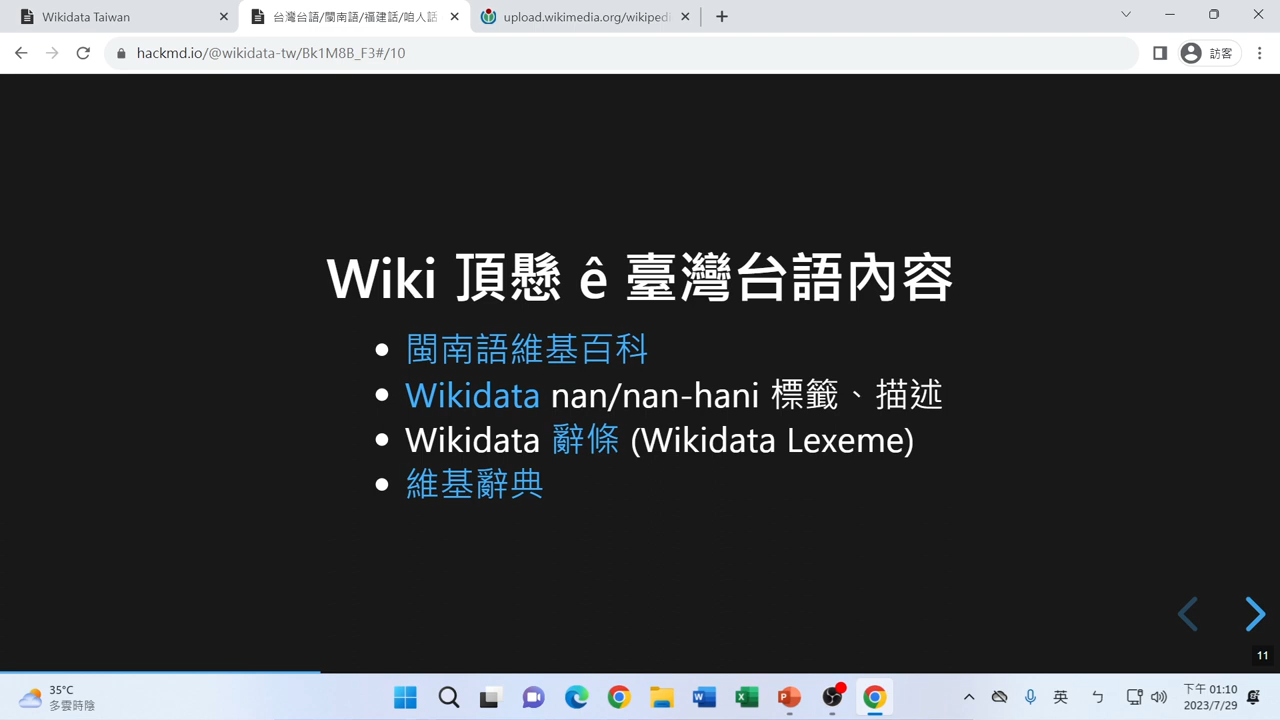 Wikidata Taiwan
台灣台語/閩南語/福建話/咱人話
upload.wikimedia.org/wikiped
hackmd.io/@wikidata-tw/Bk1M8B_F3#/10
訪客
Wiki 頂懸 ê 臺灣台語內容
閩南語維基百科
Wikidata nan/nan-hani 標籤、描述
Wikidata 辭條 (Wikidata Lexeme)
維基辭典
11
35°C
多雲時陰
英
ㄅ
下午 01:10
2023/7/29